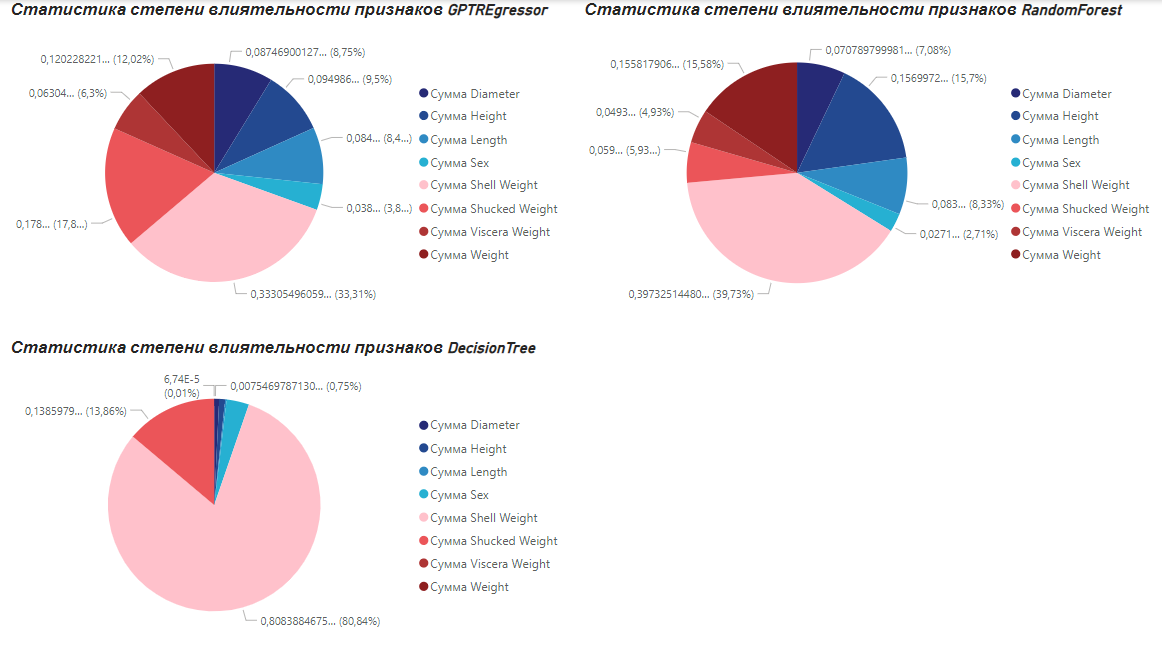 Статистика степени влиятельности признаков GPTREgressor
0,08746900127... (8,75%)
0,120228221... (12,02%)
0,094986... (9,5%)
0,06304... (6,3%)
0,084... (8,4...)
0,038... (3,8...)
0,178... (17,8...)
0,33305496059... (33,31%)
Сумма Diameter
Сумма Height
Сумма Length
Сумма Sex
Сумма Shell Weight
Сумма Shucked Weight
Сумма Viscera Weight
Сумма Weight
Статистика степени влиятельности признаков RandomForest
0,070789799981... (7,08%)
0,155817906... (15,58%)
0,1569972... (15,7%)
0,0493... (4,93%)
0,059... (5,93...)
0,083... (8,33%)
0,0271... (2,71%)
0,39732514480... (39,73%)
Сумма Diameter
Сумма Height
Сумма Length
Сумма Sex
Сумма Shell Weight
Сумма Shucked Weight
Сумма Viscera Weight
Сумма Weight
Статистика степени влиятельности признаков DecisionTree
6,74E-5
(0,01%)
0,0075469787130... (0,75%)
0,1385979... (13,86%)
0,8083884675... (80,84%)
Сумма Diameter
Сумма Height
Сумма Length
Сумма Sex
Сумма Shell Weight
Сумма Shucked Weight
Сумма Viscera Weight
Сумма Weight